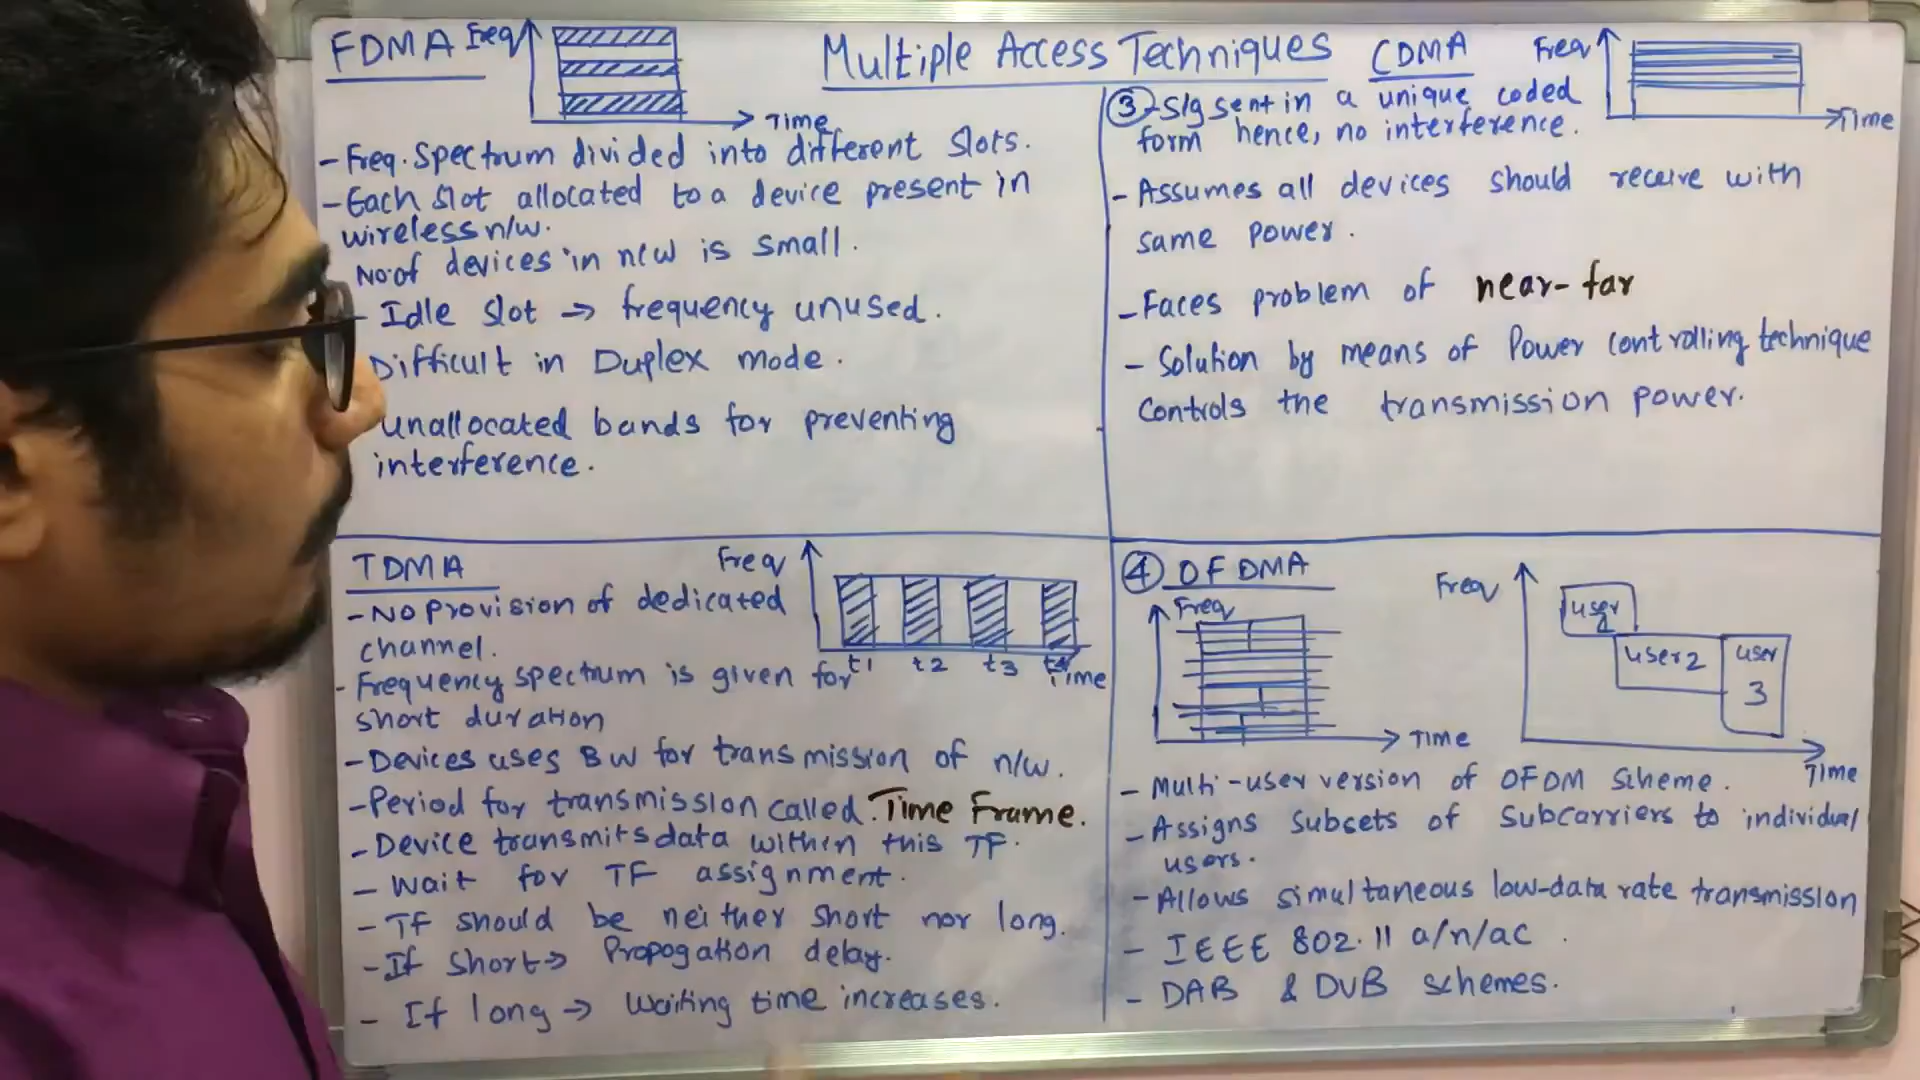 Multiple Access Techniques
FDMA
Freq
Time
- Freq. Spectrum divided into different slots.
- Each slot allocated to a device present in
wireless n/w.
No. of devices in n/w is small.
Idle slot → frequency unused.
Difficult in Duplex mode.
unallocated bands for preventing
interference.
CDMA
Freq
Time
③ - Sig sent in a unique coded
form hence, no interference.
- Assumes all devices should receive with
same power.
- Faces problem of near-far
- Solution by means of Power controlling technique
controls the transmission power.
TDMA
Freq
t1 t2 t3 t4
Time
- No provision of dedicated
channel.
- Frequency spectrum is given for
short duration
- Devices uses BW for transmission of n/w.
- Period for transmission called Time Frame.
- Device transmits data within this TF.
- Wait for TF assignment.
- TF should be neither short nor long.
- If short → Propogation delay.
- If long → Waiting time increases.
④ OFDMA
Freq
Time
Freq
user
user2
user
3
Time
- Multi-user version of OFDM scheme.
- Assigns subsets of subcarriers to individual
users.
- Allows simultaneous low-data rate transmission
- IEEE 802.11 a/n/ac
- DAB & DVB schemes.